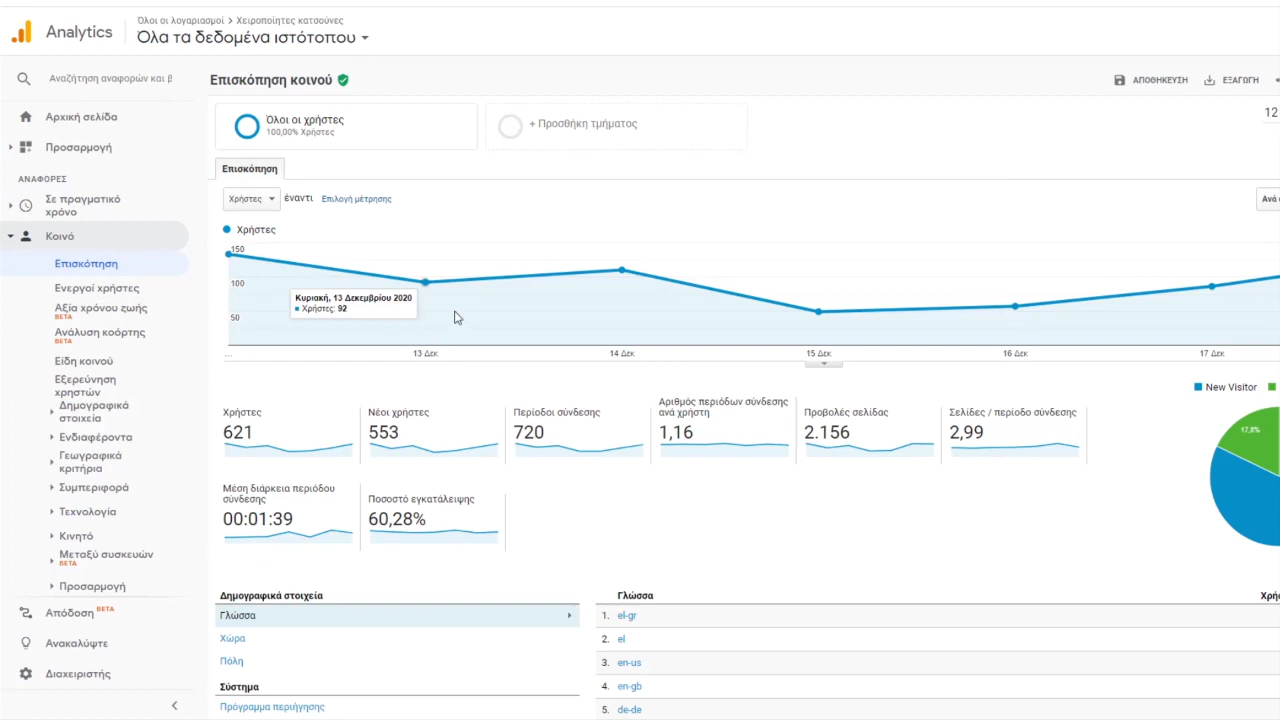 Analytics
Όλοι οι λογαριασμοί > Χειροποίητες κατσούνες
Όλα τα δεδομένα ιστότοπου
Αναζήτηση αναφορών και β
Αρχική σελίδα
Προσαρμογή
ΑΝΑΦΟΡΕΣ
Σε πραγματικό
χρόνο
Κοινό
Επισκόπηση
Ενεργοί χρήστες
Αξία χρόνου ζωής
BETA
Ανάλυση κοόρτης
BETA
Είδη κοινού
Εξερεύνηση
χρηστών
Δημογραφικά
στοιχεία
Ενδιαφέροντα
Γεωγραφικά
κριτήρια
Συμπεριφορά
Τεχνολογία
Κινητό
Μεταξύ συσκευών
BETA
Προσαρμογή
Απόδοση BETA
Ανακαλύψτε
Διαχειριστής
Επισκόπηση κοινού
ΑΠΟΘΗΚΕΥΣΗ
ΕΞΑΓΩΓΗ
Όλοι οι χρήστες
100,00% Χρήστες
+ Προσθήκη τμήματος
12
Επισκόπηση
Χρήστες έναντι Επιλογή μέτρησης
Ανά
Χρήστες
150
100
50
Κυριακή, 13 Δεκεμβρίου 2020
Χρήστες: 92
... 13 Δεκ 14 Δεκ 15 Δεκ 16 Δεκ 17 Δεκ
New Visitor
17,8%
Χρήστες
621
Νέοι χρήστες
553
Περίοδοι σύνδεσης
720
Αριθμός περιόδων σύνδεσης
ανά χρήστη
1,16
Προβολές σελίδας
2.156
Σελίδες / περίοδο σύνδεσης
2,99
Μέση διάρκεια περιόδου
σύνδεσης
00:01:39
Ποσοστό εγκατάλειψης
60,28%
Δημογραφικά στοιχεία
Γλώσσα
Χώρα
Πόλη
Σύστημα
Πρόγραμμα περιήγησης
Γλώσσα
Χρήσ
1. el-gr
2. el
3. en-us
4. en-gb
5. de-de